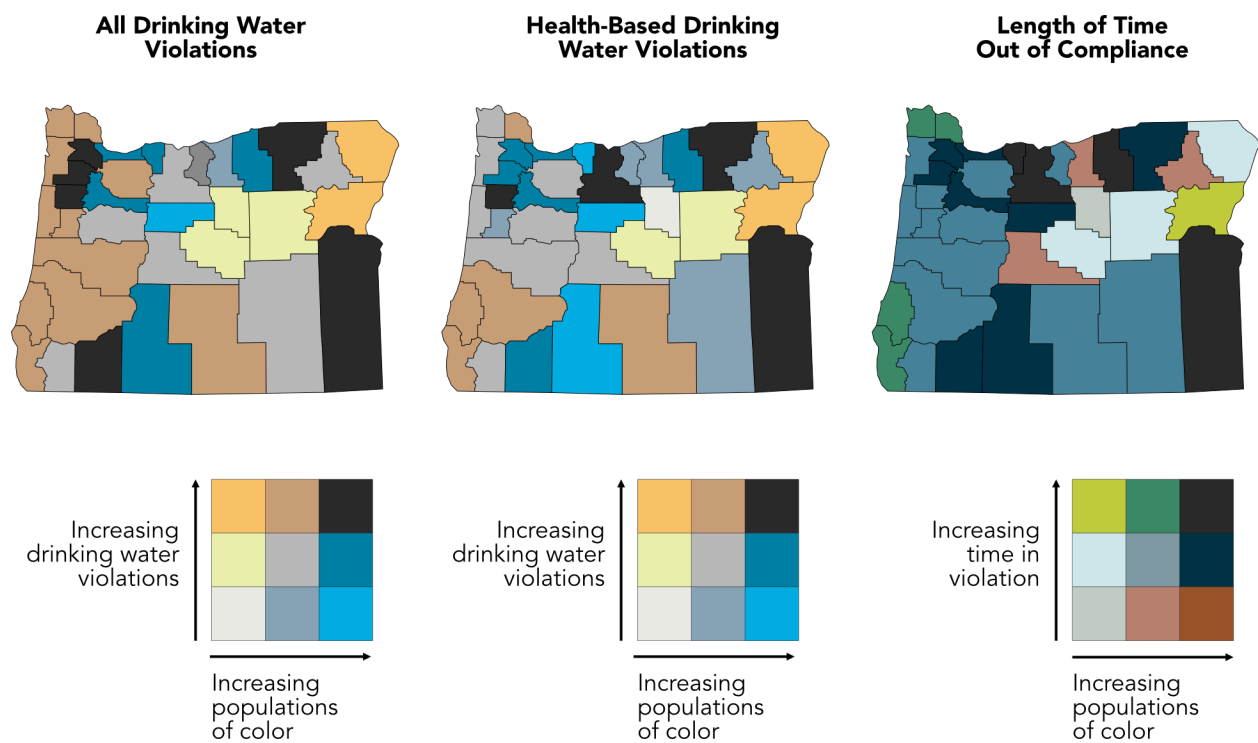 All Drinking Water
Violations
Health-Based Drinking
Water Violations
Length of Time
Out of Compliance
Increasing
drinking water
violations
Increasing
populations
of color
Increasing
drinking water
violations
Increasing
populations
of color
Increasing
time in
violation
Increasing
populations
of color